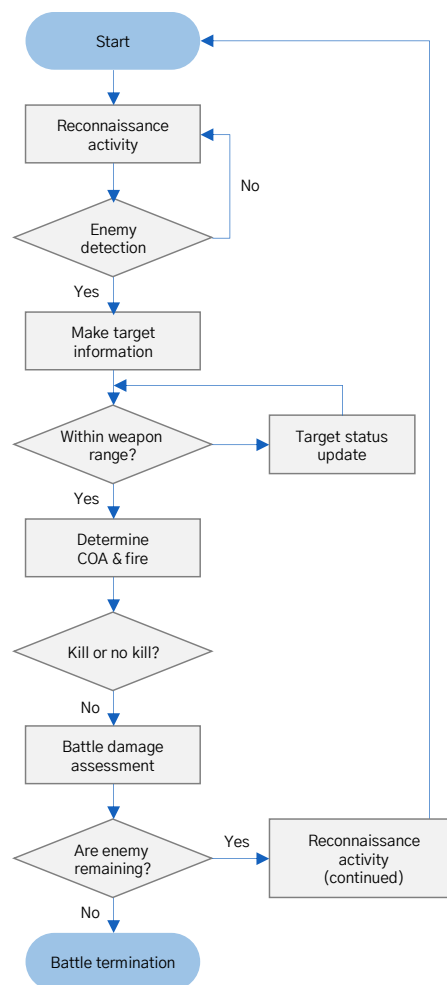 Start
Reconnaissance
activity
No
Enemy
detection
Yes
Make target
information
Within weapon
range?
Target status
update
Yes
Determine
COA & fire
Kill or no kill?
No
Battle damage
assessment
Are enemy
remaining?
Yes
Reconnaissance
activity
(continued)
No
Battle termination